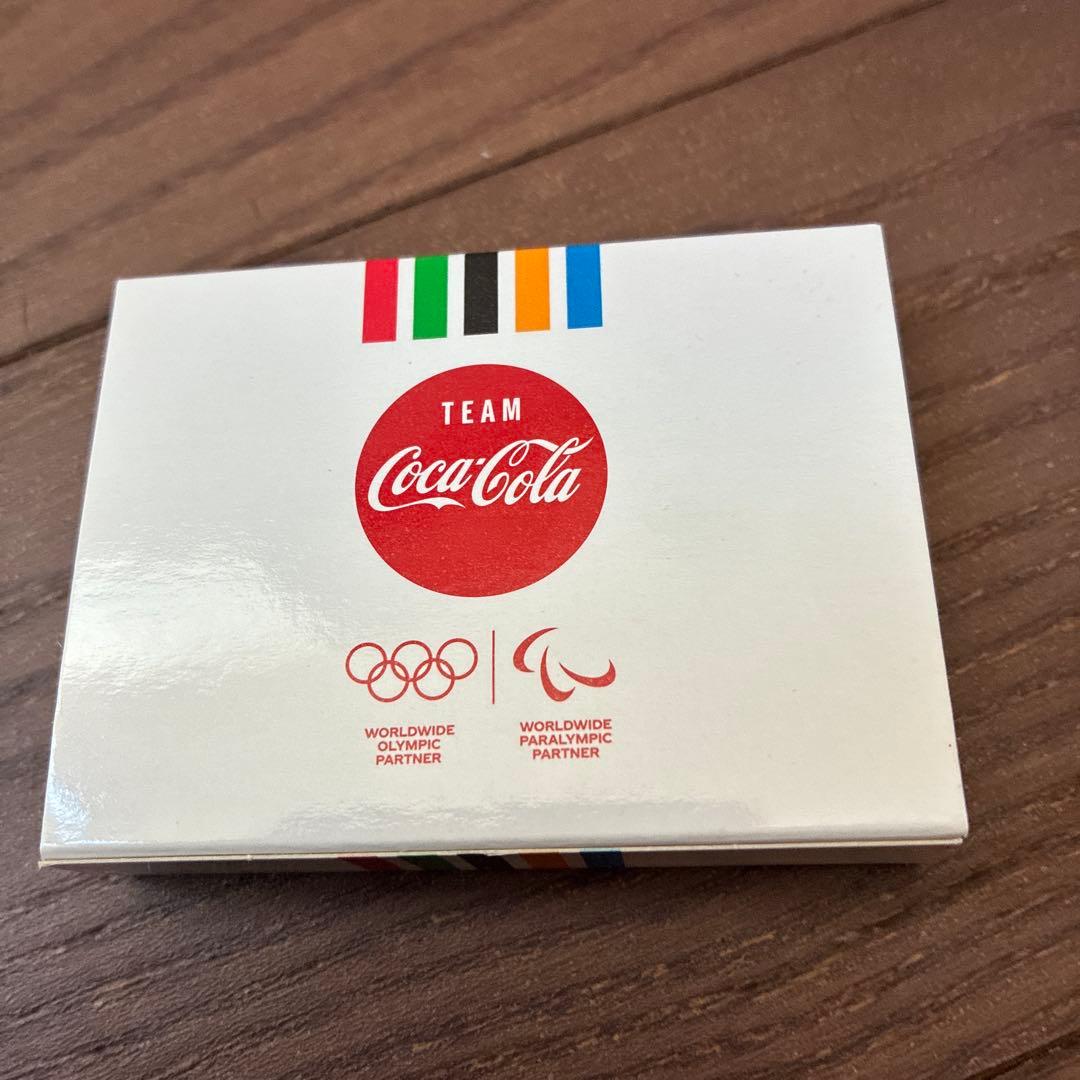 TEAM
Coca-Cola
WORLDWIDE
OLYMPIC
PARTNER
WORLDWIDE
PARALYMPIC
PARTNER